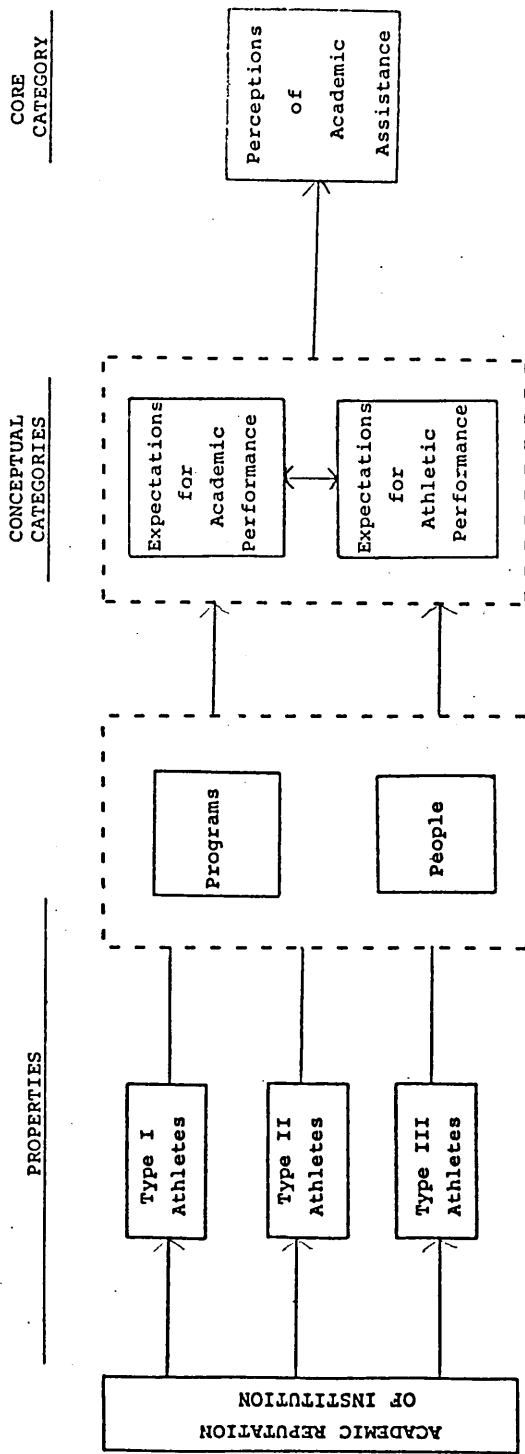 PROPERTIES
CONCEPTUAL
CATEGORIES
CORE
CATEGORY
ACADEMIC REPUTATION
OF INSTITUTION
Type I
Athletes
Type II
Athletes
Type III
Athletes
Programs
People
Expectations
for
Academic
Performance
Expectations
for
Athletic
Performance
Perceptions
of
Academic
Assistance